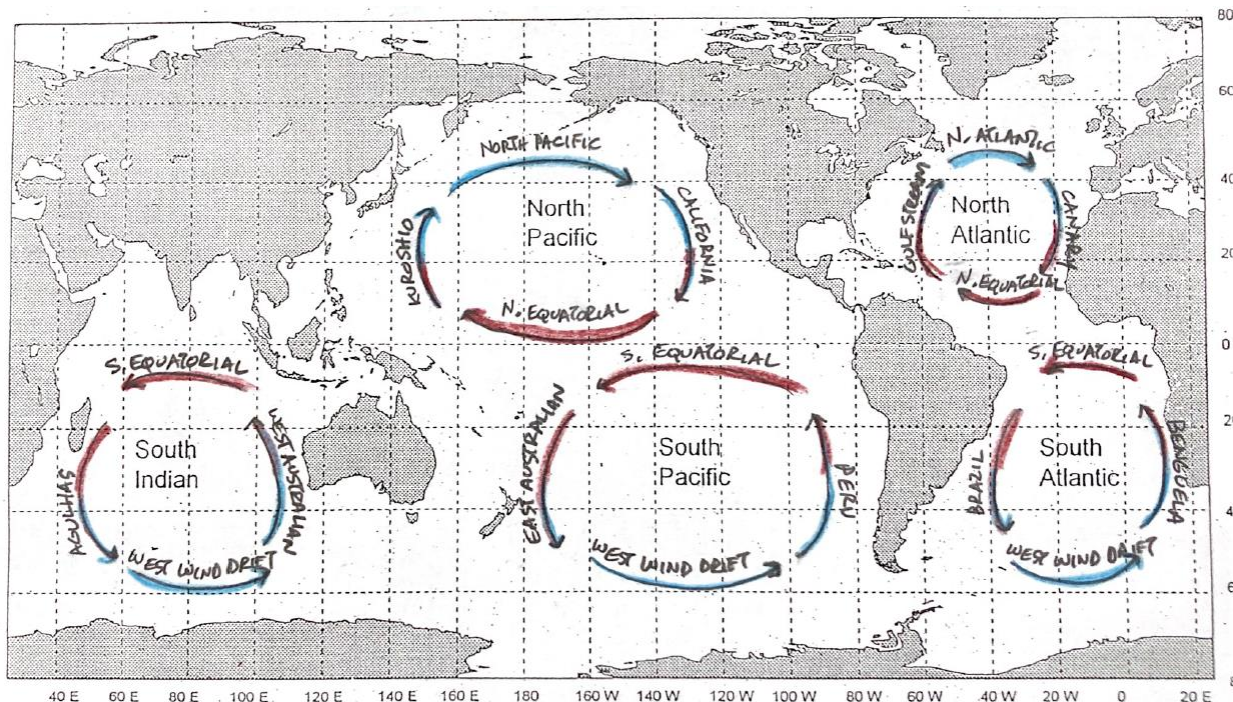 80
60
40
20
0
20
4
6
8
N. ATLANTIC
NORTH PACIFIC
GULF STREAM
North
Atlantic
CANARY
N. EQUATORIAL
KUROSHIO
North
Pacific
CALIFORNIA
N. EQUATORIAL
S. EQUATORIAL
S. EQUATORIAL
S. EQUATORIAL
AGULHAS
South
Indian
WEST AUSTRALIAN
WEST WIND DRIFT
EAST AUSTRALIAN
South
Pacific
PERU
WEST WIND DRIFT
BRAZIL
South
Atlantic
BENGUELA
WEST WIND DRIFT
40 E 60 E 80 E 100 E 120 E 140 E 160 E 180 160 W 140 W 120 W 100 W 80 W 60 W 40 W 20 W 0 20 E